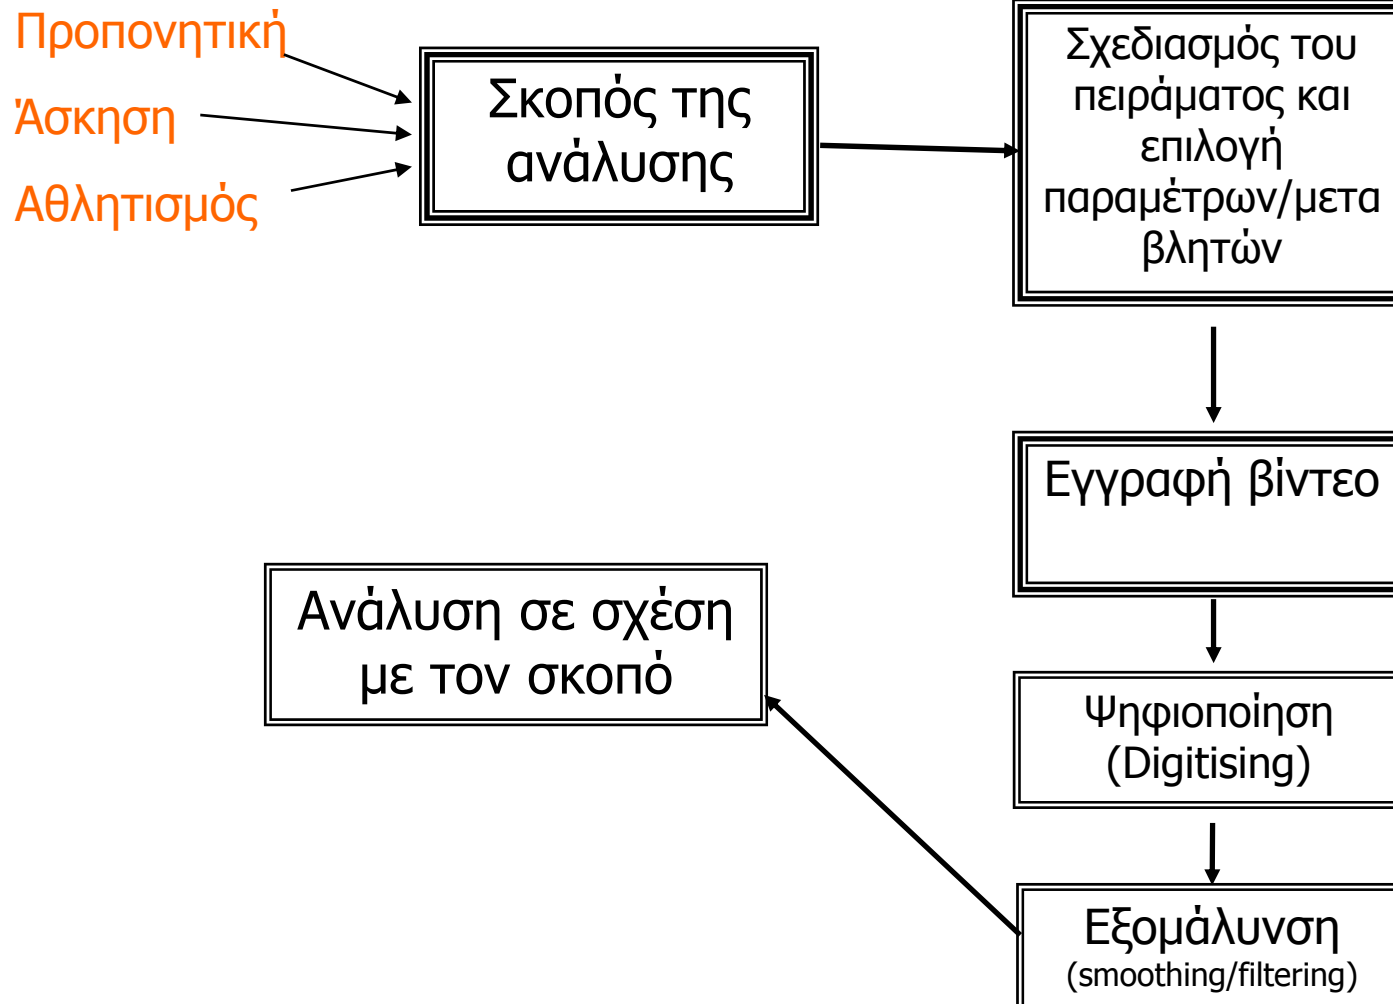 Προπονητική
Άσκηση
Αθλητισμός
Σκοπός της
ανάλυσης
Σχεδιασμός του
πειράματος και
επιλογή
παραμέτρων/μετα
βλητών
Εγγραφή βίντεο
Ψηφιοποίηση
(Digitising)
Εξομάλυνση
(smoothing/filtering)
Ανάλυση σε σχέση
με τον σκοπό